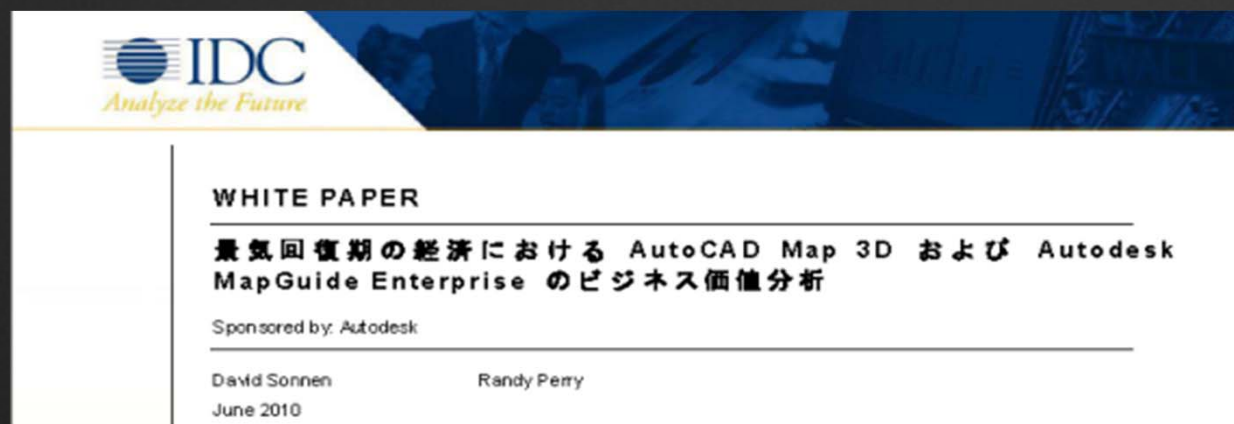 IDC
Analyze the Future
WHITE PAPER
景気回復期の経済における AutoCAD Map 3D および Autodesk
MapGuide Enterprise のビジネス価値分析
Sponsored by: Autodesk
David Sonnen Randy Perry
June 2010